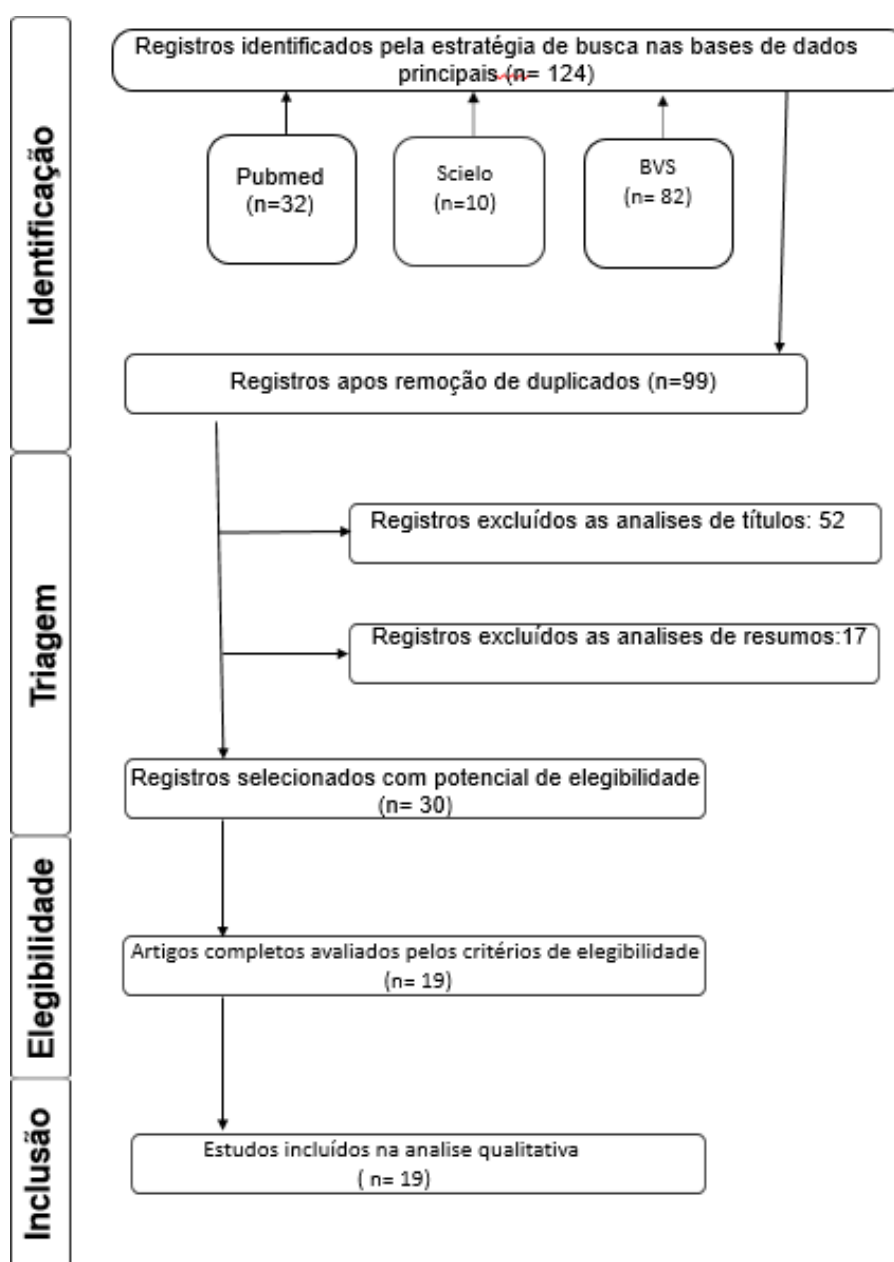 Identificação
Registros identificados pela estratégia de busca nas bases de dados
principais (n= 124)
Pubmed
(n=32)
Scielo
(n=10)
BVS
(n= 82)
Registros apos remoção de duplicados (n=99)
Triagem
Registros excluídos as analises de títulos: 52
Registros excluídos as analises de resumos:17
Registros selecionados com potencial de elegibilidade
(n= 30)
Elegibilidade
Artigos completos avaliados pelos critérios de elegibilidade
(n= 19)
Inclusão
Estudos incluídos na analise qualitativa
( n= 19)